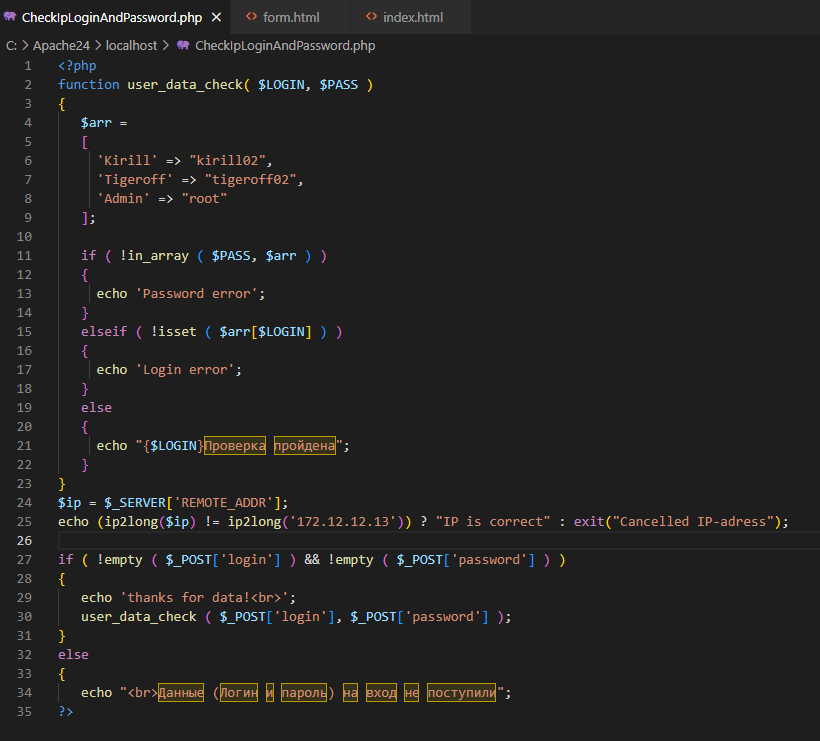 CheckIpLoginAndPassword.php × <> form.html <> index.html
C: > Apache24 > localhost > CheckIpLoginAndPassword.php
1 <?php
2 function user_data_check( $LOGIN, $PASS )
3 {
4 $arr =
5 [
6 'Kirill' => "kirill02",
7 'Tigeroff' => "tigeroff02",
8 'Admin' => "root"
9 ];
10
11 if ( !in_array ( $PASS, $arr ) )
12 {
13 echo 'Password error';
14 }
15 elseif ( !isset ( $arr[$LOGIN] ) )
16 {
17 echo 'Login error';
18 }
19 else
20 {
21 echo "{$LOGIN}Проверка пройдена";
22 }
23 }
24 $ip = $_SERVER['REMOTE_ADDR'];
25 echo (ip2long($ip) != ip2long('172.12.12.13')) ? "IP is correct" : exit("Cancelled IP-adress");
26
27 if ( !empty ( $_POST['login'] ) && !empty ( $_POST['password'] ) )
28 {
29 echo 'thanks for data!<br>';
30 user_data_check ( $_POST['login'], $_POST['password'] );
31 }
32 else
33 {
34 echo "<br>Данные (Логин и пароль) на вход не поступили";
35 ?>